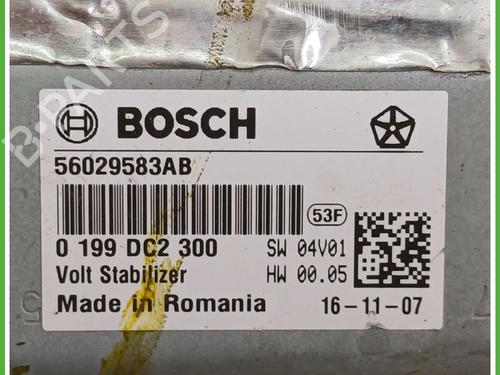 B-PARTS
BOSCH
56029583AB
53F
0 199 DC2 300 SW 04V01
Volt Stabilizer HW 00.05
Made in Romania 16-11-07